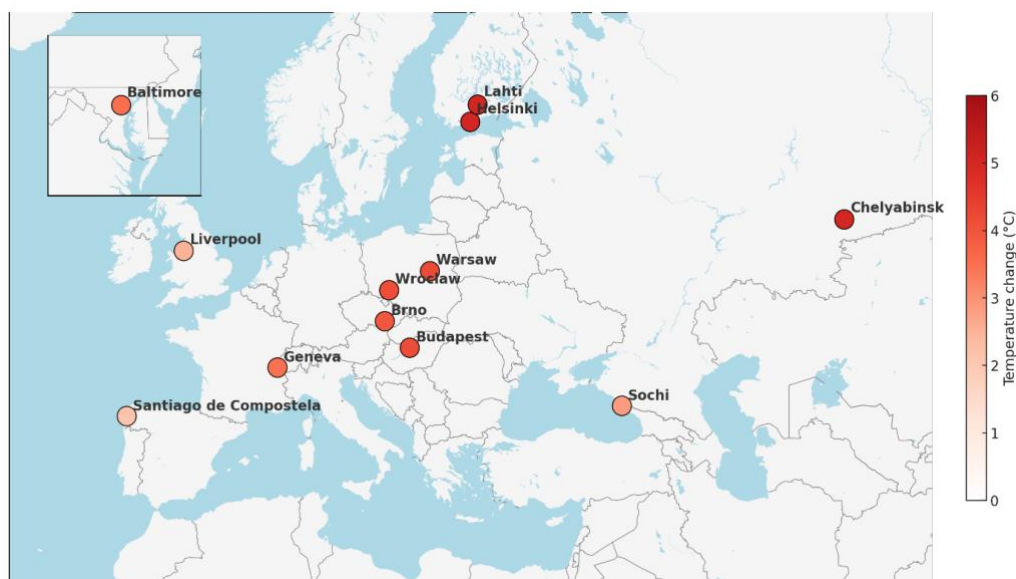 Baltimore
Lahti
Helsinki
Chelyabinsk
Liverpool
Warsaw
Wroclaw
Brno
Budapest
Geneva
Sochi
Santiago de Compostela
6
5
4
3
2
1
0
Temperature change (°C)